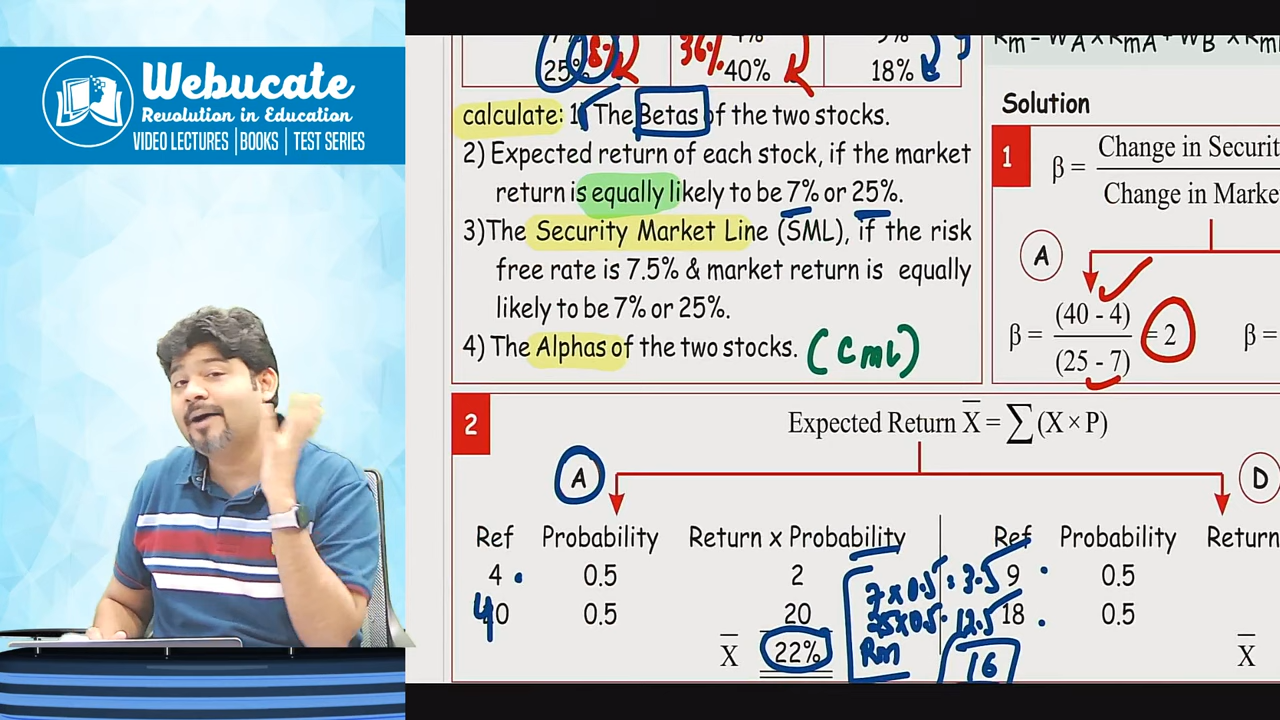 Webucate
Revolution in Education
VIDEO LECTURES | BOOKS | TEST SERIES
25%
36%
40%
18%
calculate: 1) The Betas of the two stocks.
2) Expected return of each stock, if the market
return is equally likely to be 7% or 25%.
3)The Security Market Line (SML), if the risk
free rate is 7.5% & market return is equally
likely to be 7% or 25%.
4) The Alphas of the two stocks. (CML)
Solution
1
β = Change in Securi
Change in Marke
A
β = (40 - 4) = 2
(25 - 7)
β =
2
Expected Return X̄ = ∑(X × P)
A
D
Ref Probability Return x Probability
4 0.5 2
40 0.5 20
X̄ 22%
7 x 0.5 = 3.5
25 x 0.5 = 12.5
Rm 16
Ref Probability Return
9 0.5
18 0.5
X̄